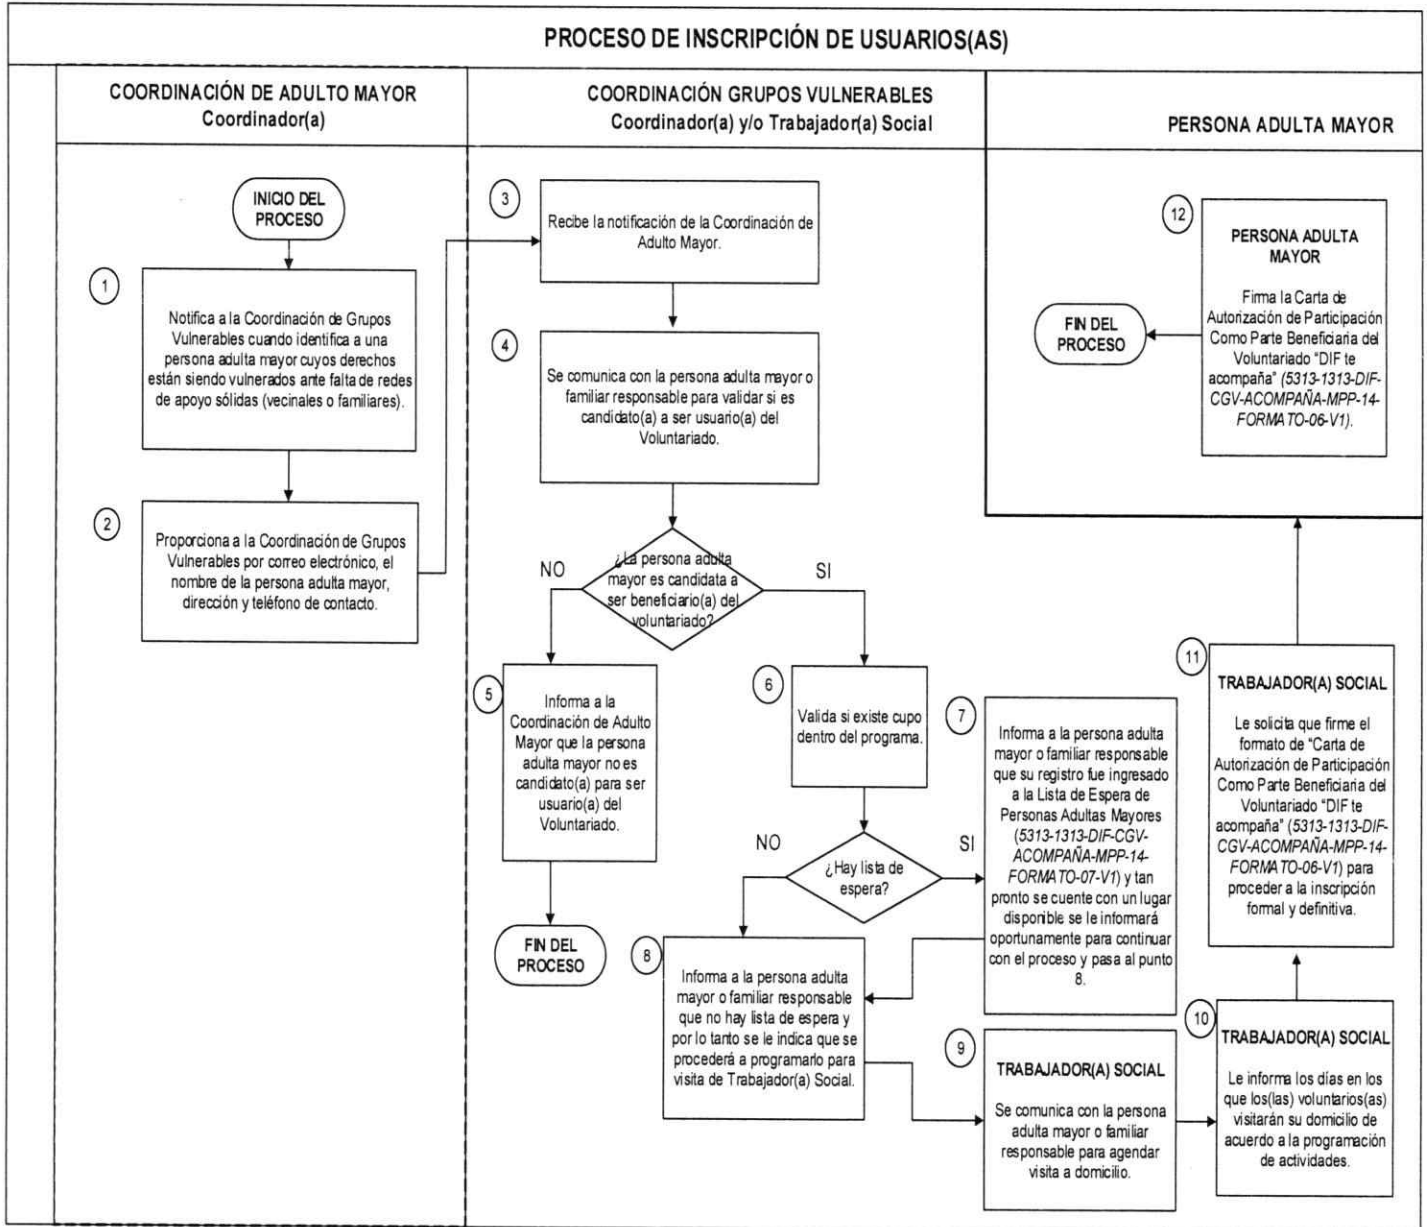 PROCESO DE INSCRIPCIÓN DE USUARIOS(AS)
COORDINACIÓN DE ADULTO MAYOR
Coordinador(a)
COORDINACIÓN GRUPOS VULNERABLES
Coordinador(a) y/o Trabajador(a) Social
PERSONA ADULTA MAYOR
INICIO DEL
PROCESO
1
Notifica a la Coordinación de Grupos
Vulnerables cuando identifica a una
persona adulta mayor cuyos derechos
están siendo vulnerados ante falta de redes
de apoyo sólidas (vecinales o familiares).
2
Proporciona a la Coordinación de Grupos
Vulnerables por correo electrónico, el
nombre de la persona adulta mayor,
dirección y teléfono de contacto.
3
Recibe la notificación de la Coordinación de
Adulto Mayor.
4
Se comunica con la persona adulta mayor o
familiar responsable para validar si es
candidato(a) a ser usuario(a) del
Voluntariado.
¿La persona adulta
mayor es candidata a
ser beneficiario(a) del
voluntariado?
NO
SI
5
Informa a la
Coordinación de Adulto
Mayor que la persona
adulta mayor no es
candidato(a) para ser
usuario(a) del
Voluntariado.
FIN DEL
PROCESO
6
Valida si existe cupo
dentro del programa.
¿Hay lista de
espera?
NO
SI
7
Informa a la persona adulta
mayor o familiar responsable
que su registro fue ingresado
a la Lista de Espera de
Personas Adultas Mayores
(5313-1313-DIF-CGV-
ACOMPAÑA-MPP-14-
FORMATO-07-V1) y tan
pronto se cuente con un lugar
disponible se le informará
oportunamente para continuar
con el proceso y pasa al punto
8.
8
Informa a la persona adulta
mayor o familiar responsable
que no hay lista de espera y
por lo tanto se le indica que se
procederá a programarlo para
visita de Trabajador(a) Social.
9
TRABAJADOR(A) SOCIAL
Se comunica con la persona
adulta mayor o familiar
responsable para agendar
visita a domicilio.
10
TRABAJADOR(A) SOCIAL
Le informa los días en los
que los(las) voluntarios(as)
visitarán su domicilio de
acuerdo a la programación
de actividades.
11
TRABAJADOR(A) SOCIAL
Le solicita que firme el
formato de "Carta de
Autorización de Participación
Como Parte Beneficiaria del
Voluntariado "DIF te
acompaña" (5313-1313-DIF-
CGV-ACOMPAÑA-MPP-14-
FORMATO-06-V1) para
proceder a la inscripción
formal y definitiva.
12
PERSONA ADULTA
MAYOR
Firma la Carta de
Autorización de Participación
Como Parte Beneficiaria del
Voluntariado "DIF te
acompaña" (5313-1313-DIF-
CGV-ACOMPAÑA-MPP-14-
FORMATO-06-V1).
FIN DEL
PROCESO